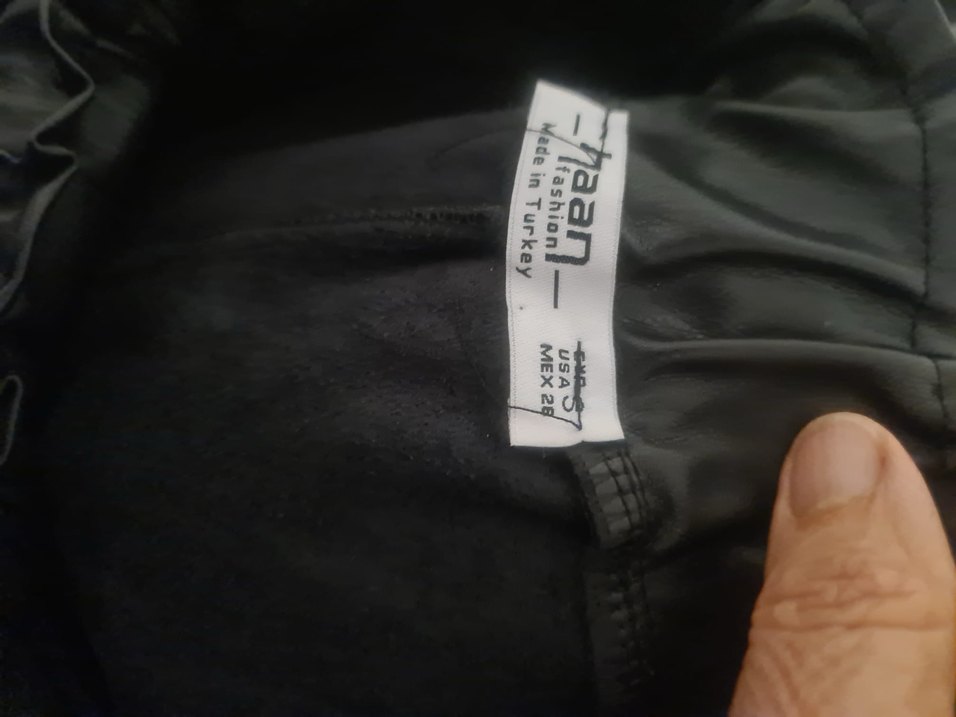 haan
fashion
Made in Turkey
USA S
MEX 28